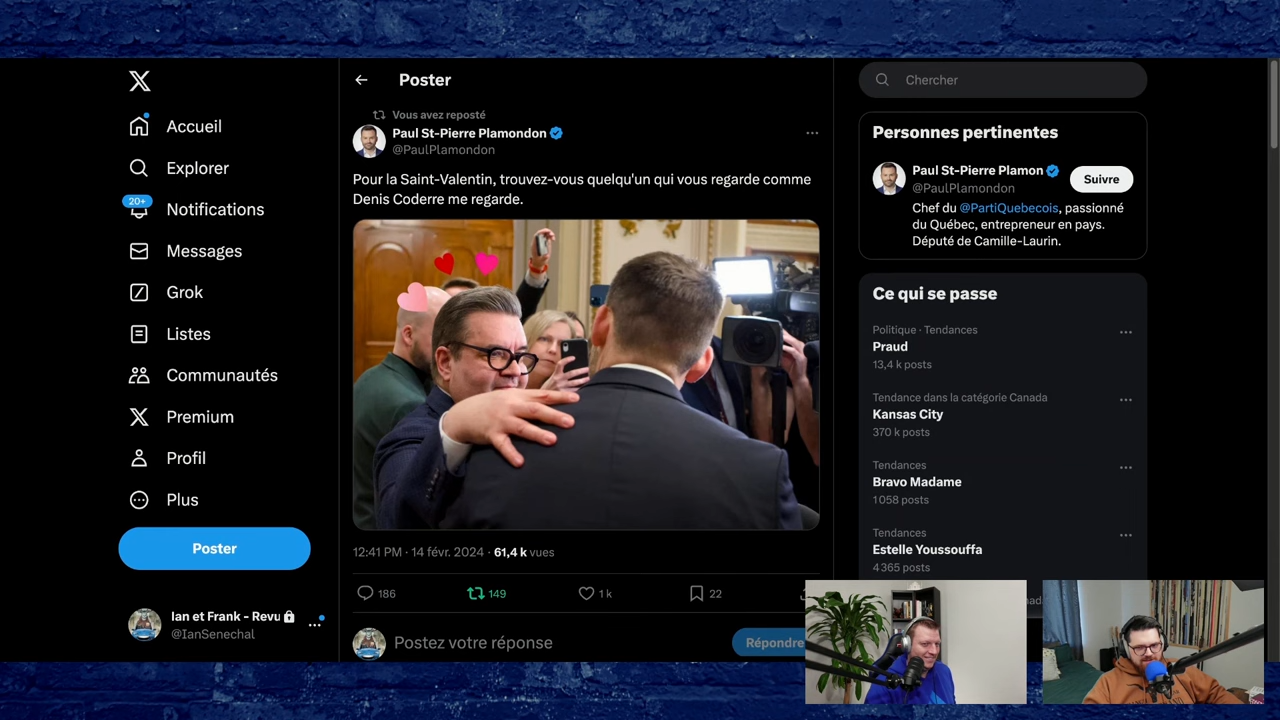 Accueil
Explorer
20+
Notifications
Messages
Grok
Listes
Communautés
Premium
Profil
Plus
Poster
Ian et Frank - Revu
@IanSenechal
Poster
Vous avez reposté
Paul St-Pierre Plamondon
@PaulPlamondon
Pour la Saint-Valentin, trouvez-vous quelqu'un qui vous regarde comme
Denis Coderre me regarde.
12:41 PM · 14 févr. 2024 · 61,4 k vues
186 149 1 k 22
Postez votre réponse
Répondre
Chercher
Personnes pertinentes
Paul St-Pierre Plamon
@PaulPlamondon
Suivre
Chef du @PartiQuebecois, passionné
du Québec, entrepreneur en pays.
Député de Camille-Laurin.
Ce qui se passe
Politique · Tendances
Praud
13,4 k posts
Tendance dans la catégorie Canada
Kansas City
370 k posts
Tendances
Bravo Madame
1 058 posts
Tendances
Estelle Youssouffa
4 365 posts